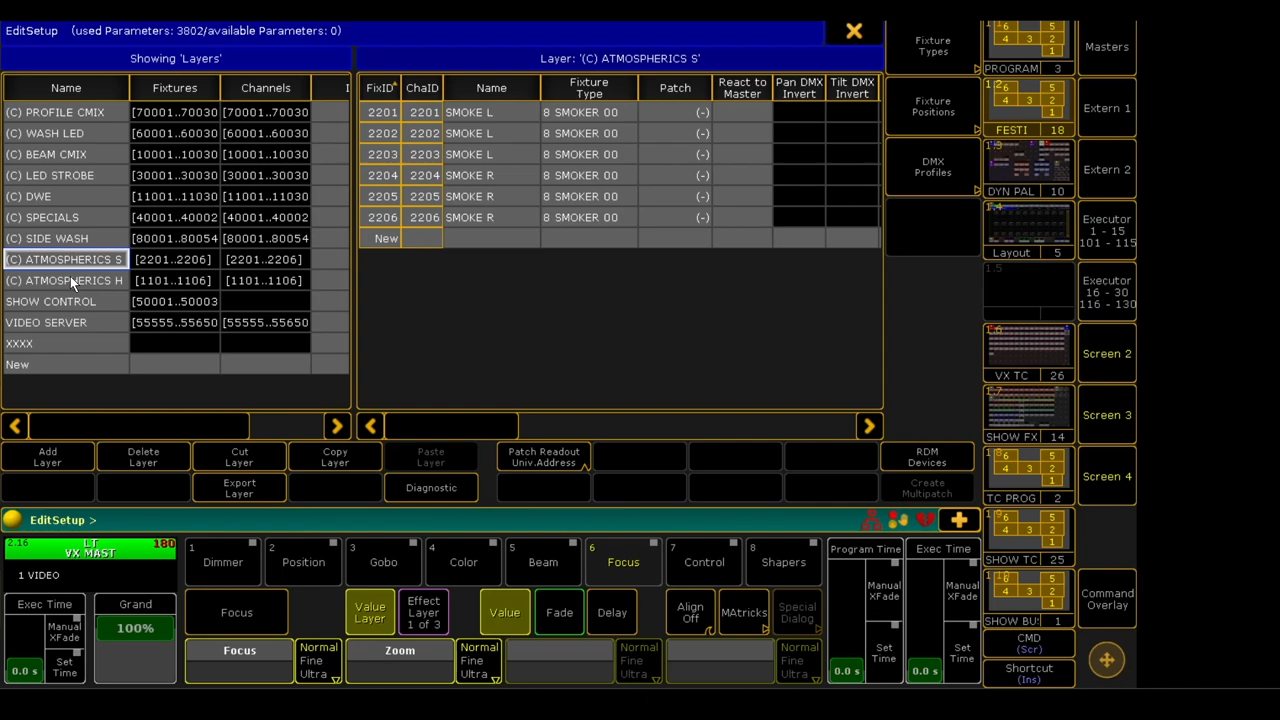 EditSetup (used Parameters: 3802/available Parameters: 0)
Showing 'Layers'
Name Fixtures Channels
(C) PROFILE CMIX [70001..70030 [70001..70030
(C) WASH LED [60001..60030 [60001..60030
(C) BEAM CMIX [10001..10030 [10001..10030
(C) LED STROBE [30001..30030 [30001..30030
(C) DWE [11001..11030 [11001..11030
(C) SPECIALS [40001..40002 [40001..40002
(C) SIDE WASH [80001..80054 [80001..80054
(C) ATMOSPHERICS S [2201..2206] [2201..2206]
(C) ATMOSPHERICS H [1101..1106] [1101..1106]
SHOW CONTROL [50001..50003
VIDEO SERVER [55555..55650 [55555..55650
XXXX
New
Layer: '(C) ATMOSPHERICS S'
FixID ChaID Name Fixture Type Patch React to Master Pan DMX Invert Tilt DMX Invert
2201 2201 SMOKE L 8 SMOKER 00 (-)
2202 2202 SMOKE L 8 SMOKER 00 (-)
2203 2203 SMOKE L 8 SMOKER 00 (-)
2204 2204 SMOKE R 8 SMOKER 00 (-)
2205 2205 SMOKE R 8 SMOKER 00 (-)
2206 2206 SMOKE R 8 SMOKER 00 (-)
New
Add Layer
Delete Layer
Cut Layer
Copy Layer
Paste Layer
Patch Readout Univ.Address
RDM Devices
Export Layer
Diagnostic
Create Multipatch
EditSetup >
Fixture Types
Fixture Positions
DMX Profiles
PROGRAM 3
FESTI 18
DYN PAL 10
Layout 5
1.5
VX TC 26
SHOW FX 14
TC PROG 2
SHOW TC 25
SHOW BU 1
CMD (Scr)
Shortcut (Ins)
Masters
Extern 1
Extern 2
Executor 1 - 15 101 - 115
Executor 16 - 30 116 - 130
Screen 2
Screen 3
Screen 4
Command Overlay
2.16 LT 180
VX MAST
1 VIDEO
Exec Time
Manual XFade
0.0 s
Set Time
Grand
100%
1 Dimmer
2 Position
3 Gobo
4 Color
5 Beam
6 Focus
7 Control
8 Shapers
Focus
Value Layer
Effect Layer 1 of 3
Value
Fade
Delay
Align Off
MAtricks
Special Dialog
Focus
Normal Fine Ultra
Zoom
Normal Fine Ultra
Normal Fine Ultra
Normal Fine Ultra
Program Time
Manual XFade
0.0 s
Set Time
Exec Time
Manual XFade
0.0 s
Set Time